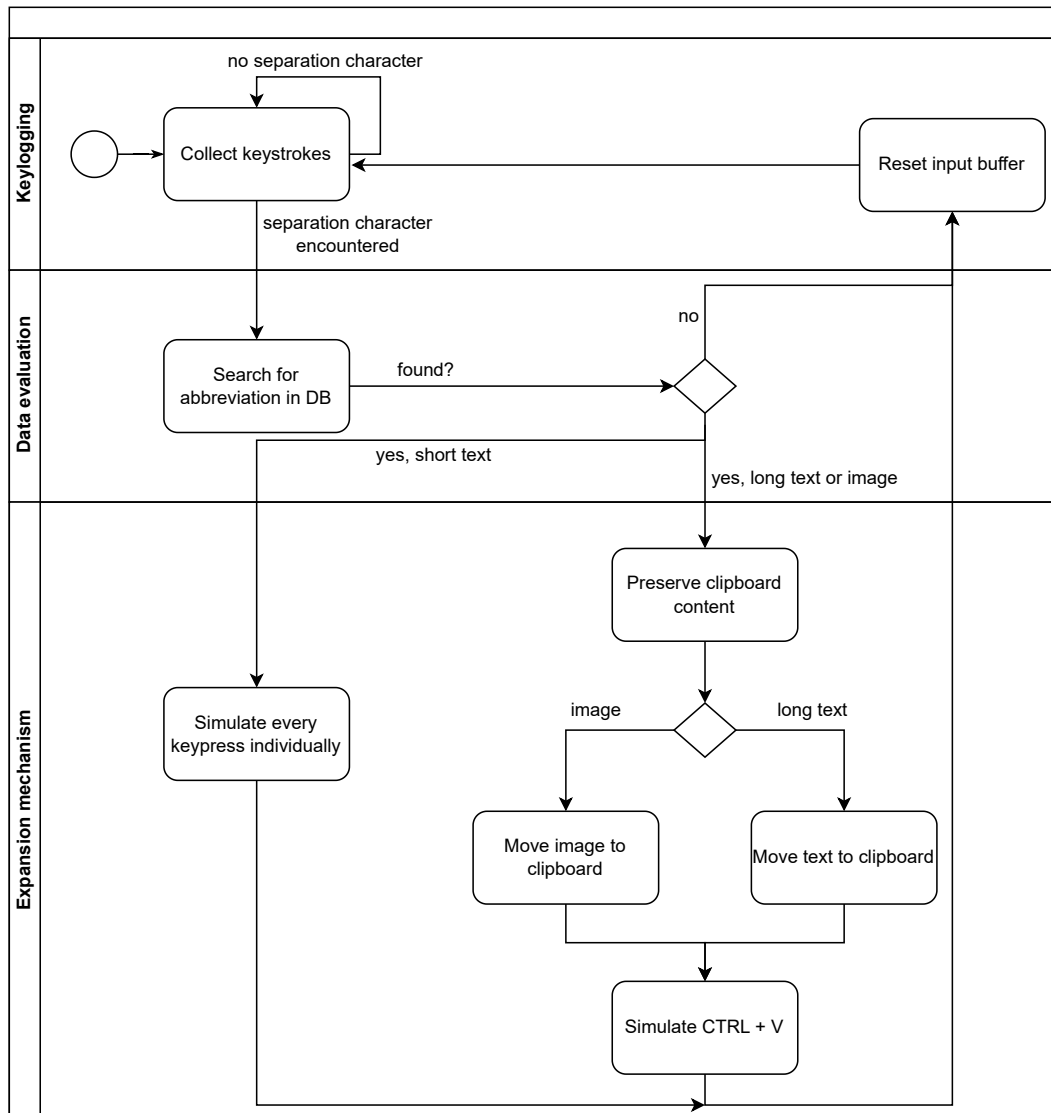 Keylogging
no separation character
Collect keystrokes
Reset input buffer
separation character
encountered
Data evaluation
no
Search for
abbreviation in DB
found?
yes, short text
yes, long text or image
Expansion mechanism
Preserve clipboard
content
Simulate every
keypress individually
image
long text
Move image to
clipboard
Move text to clipboard
Simulate CTRL + V